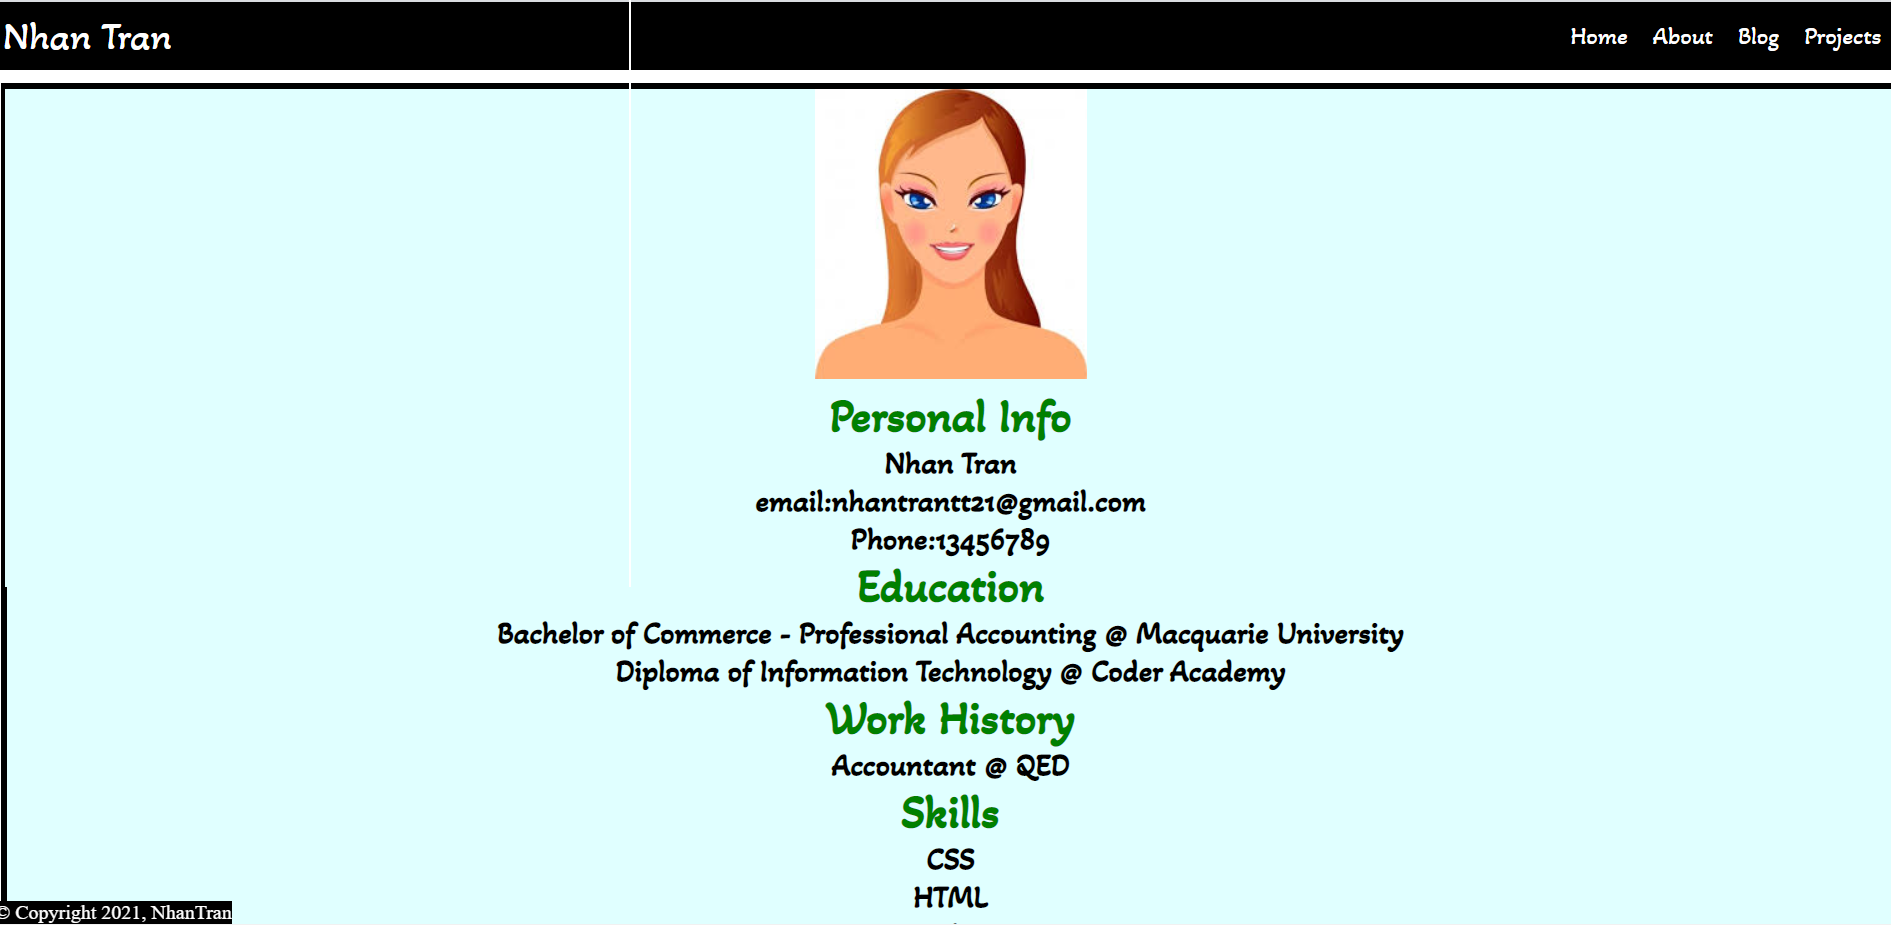 Nhan Tran
Home About Blog Projects
Personal Info
Nhan Tran
email:nhantrantt21@gmail.com
Phone:13456789
Education
Bachelor of Commerce - Professional Accounting @ Macquarie University
Diploma of Information Technology @ Coder Academy
Work History
Accountant @ QED
Skills
CSS
HTML
© Copyright 2021, NhanTran